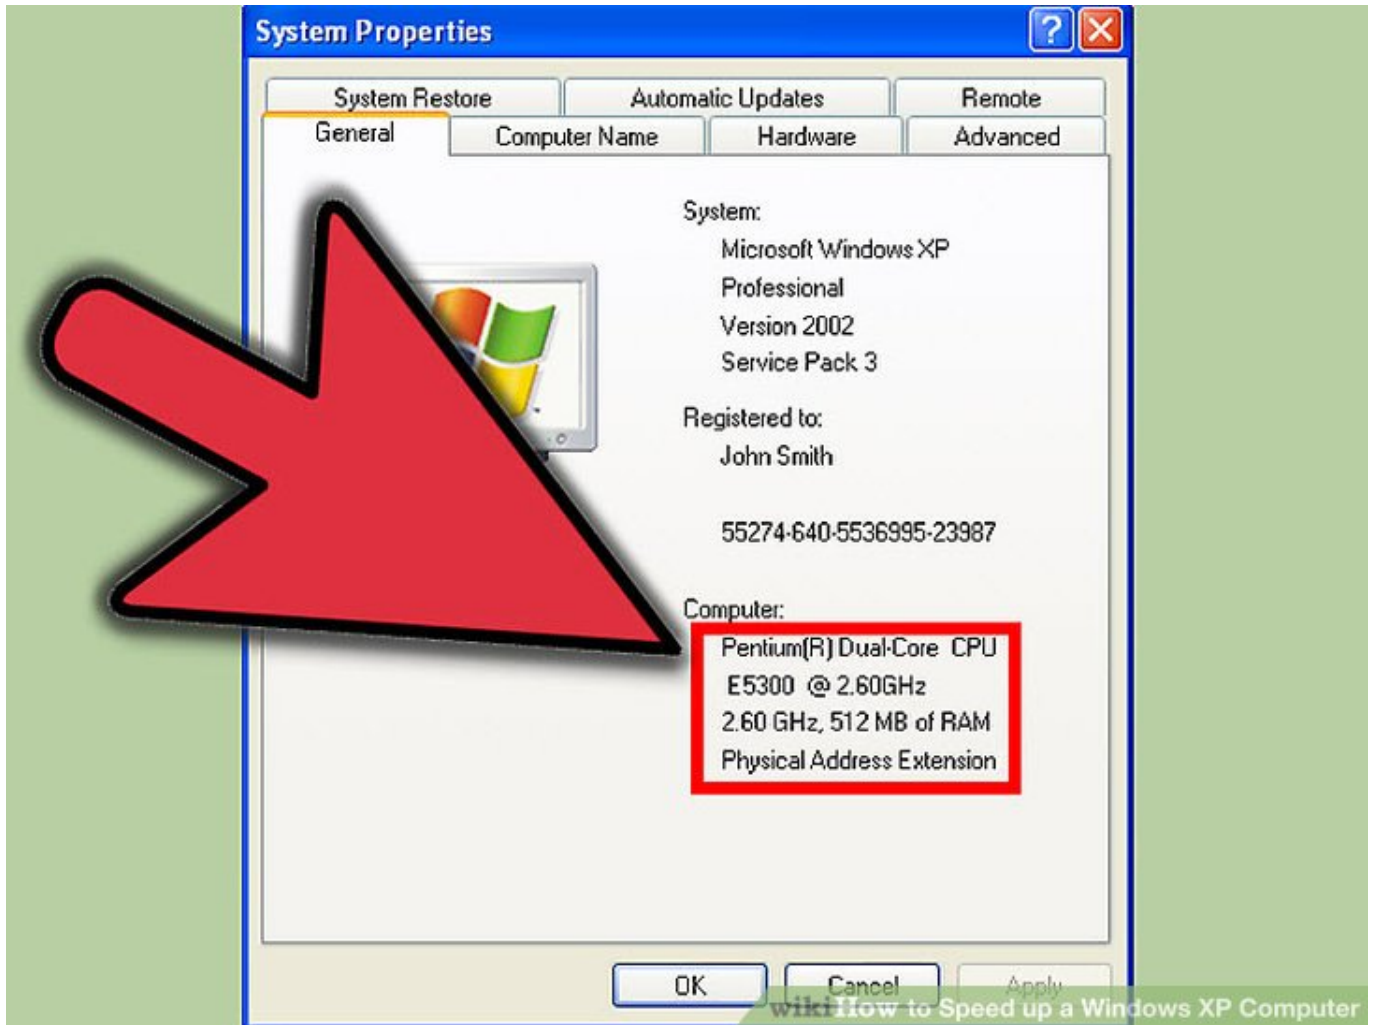 System Properties
?
System Restore Automatic Updates Remote
General Computer Name Hardware Advanced
System:
Microsoft Windows XP
Professional
Version 2002
Service Pack 3
Registered to:
John Smith
55274-640-5536995-23987
Computer:
Pentium(R) Dual-Core CPU
E5300 @ 2.60GHz
2.60 GHz, 512 MB of RAM
Physical Address Extension
OK Cancel Apply
wikiHow to Speed up a Windows XP Computer